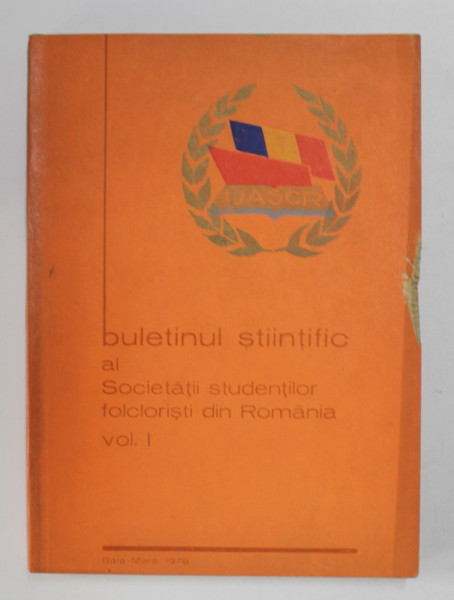 UASCR
buletinul științific
al
Societății studenților
folcloriști din România
vol. I
Baia-Mare 1978